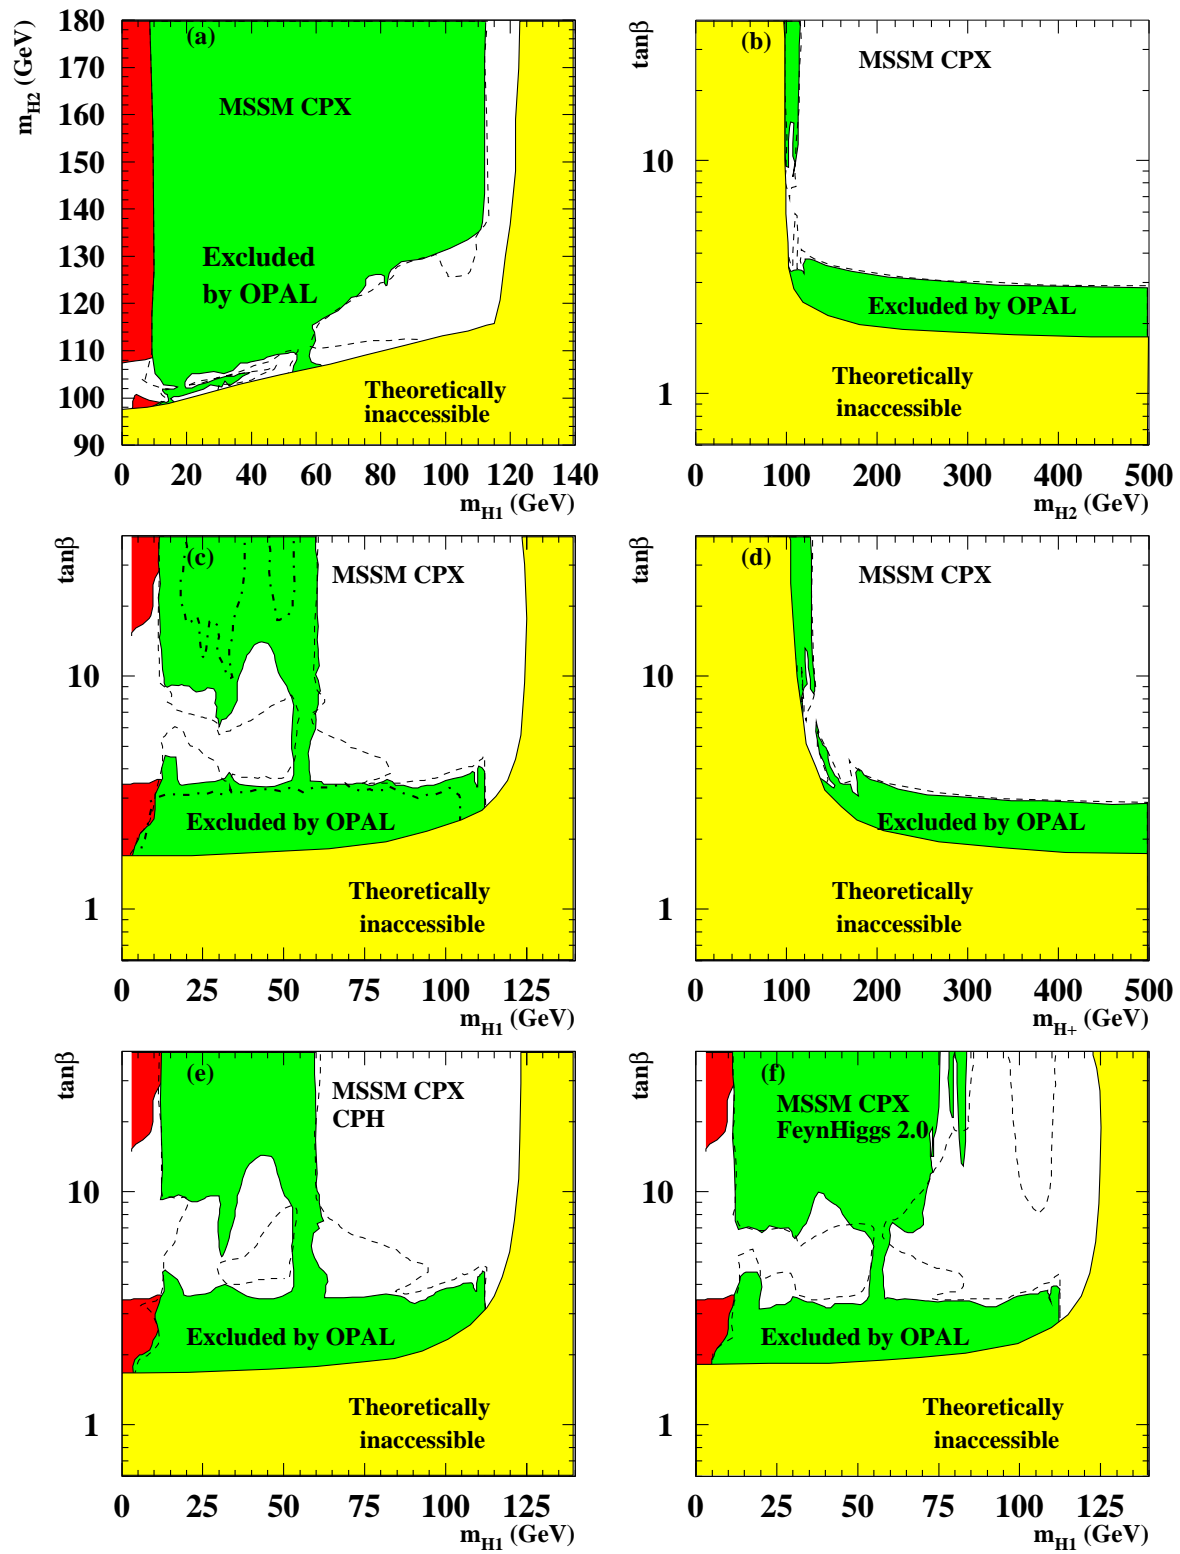 (a)
MSSM CPX
Excluded
by OPAL
Theoretically
inaccessible
m_H2 (GeV)
180
170
160
150
140
130
120
110
100
90
0 20 40 60 80 100 120 140
m_H1 (GeV)
(b)
MSSM CPX
tanβ
10
1
Excluded by OPAL
Theoretically
inaccessible
0 100 200 300 400 500
m_H2 (GeV)
(c)
MSSM CPX
tanβ
10
1
Excluded by OPAL
Theoretically
inaccessible
0 25 50 75 100 125
m_H1 (GeV)
(d)
MSSM CPX
tanβ
10
1
Excluded by OPAL
Theoretically
inaccessible
0 100 200 300 400 500
m_H+ (GeV)
(e)
MSSM CPX
CPH
tanβ
10
1
Excluded by OPAL
Theoretically
inaccessible
0 25 50 75 100 125
m_H1 (GeV)
(f)
MSSM CPX
FeynHiggs 2.0
tanβ
10
1
Excluded by OPAL
Theoretically
inaccessible
0 25 50 75 100 125
m_H1 (GeV)